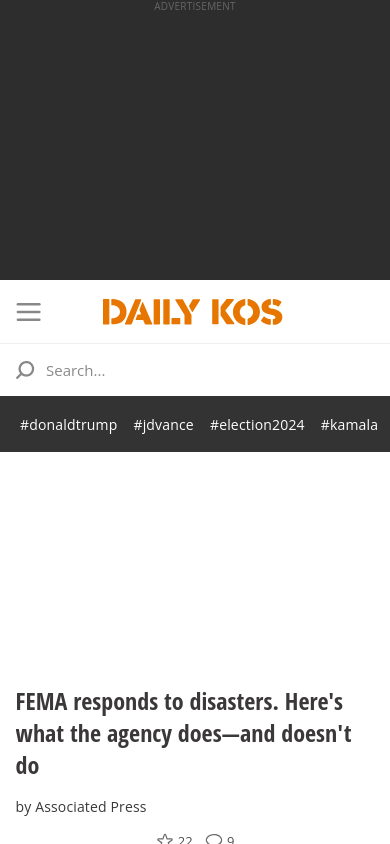 ADVERTISEMENT
DAILY KOS
Search...
#donaldtrump #jdvance #election2024 #kamala
FEMA responds to disasters. Here's
what the agency does—and doesn't
do
by Associated Press
22 9